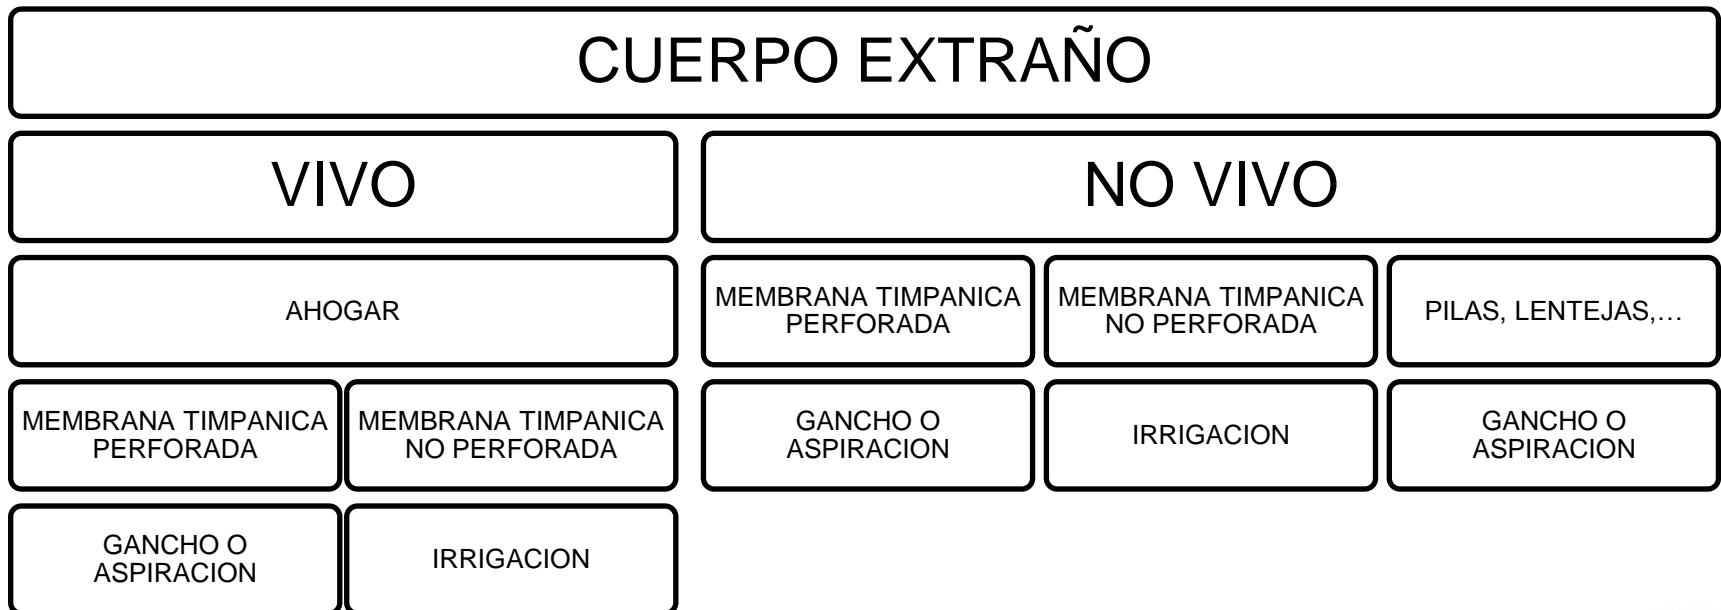 CUERPO EXTRAÑO
VIVO
NO VIVO
AHOGAR
MEMBRANA TIMPANICA
PERFORADA
MEMBRANA TIMPANICA
NO PERFORADA
PILAS, LENTEJAS,…
MEMBRANA TIMPANICA
PERFORADA
MEMBRANA TIMPANICA
NO PERFORADA
GANCHO O
ASPIRACION
IRRIGACION
GANCHO O
ASPIRACION
GANCHO O
ASPIRACION
IRRIGACION